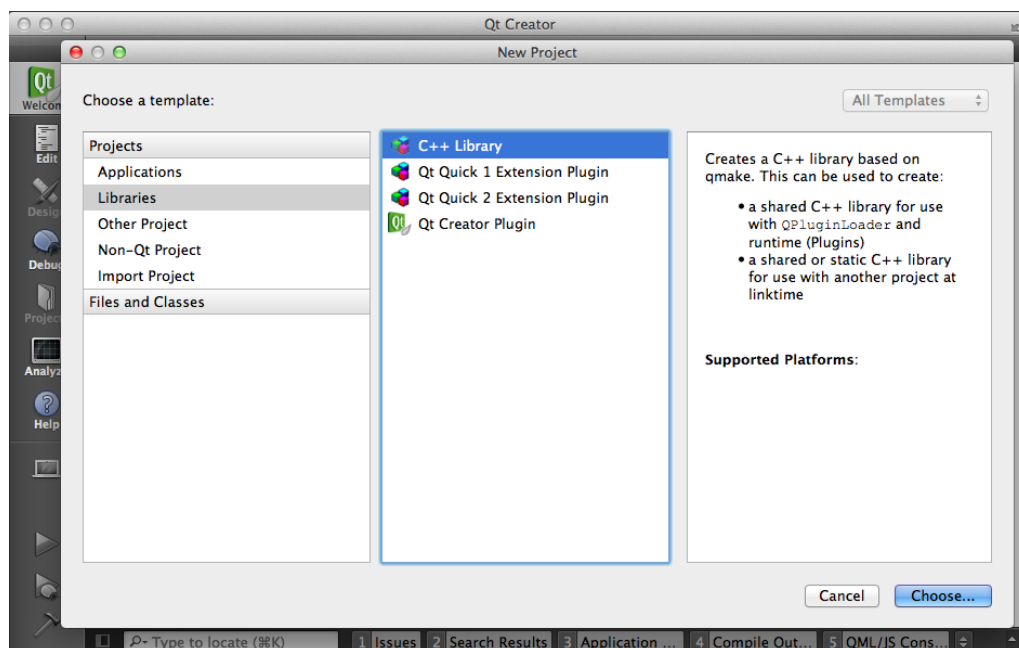 Qt Creator
New Project
Qt
Welcom
Edit
Desig
Debug
Project
Analyz
Help
Choose a template:
All Templates
Projects
Applications
Libraries
Other Project
Non-Qt Project
Import Project
Files and Classes
C++ Library
Qt Quick 1 Extension Plugin
Qt Quick 2 Extension Plugin
Qt Creator Plugin
Creates a C++ library based on
qmake. This can be used to create:
• a shared C++ library for use
with QPluginLoader and
runtime (Plugins)
• a shared or static C++ library
for use with another project at
linktime
Supported Platforms:
Cancel
Choose...
Type to locate (⌘K)
1 Issues
2 Search Results
3 Application ...
4 Compile Out...
5 QML/JS Cons...